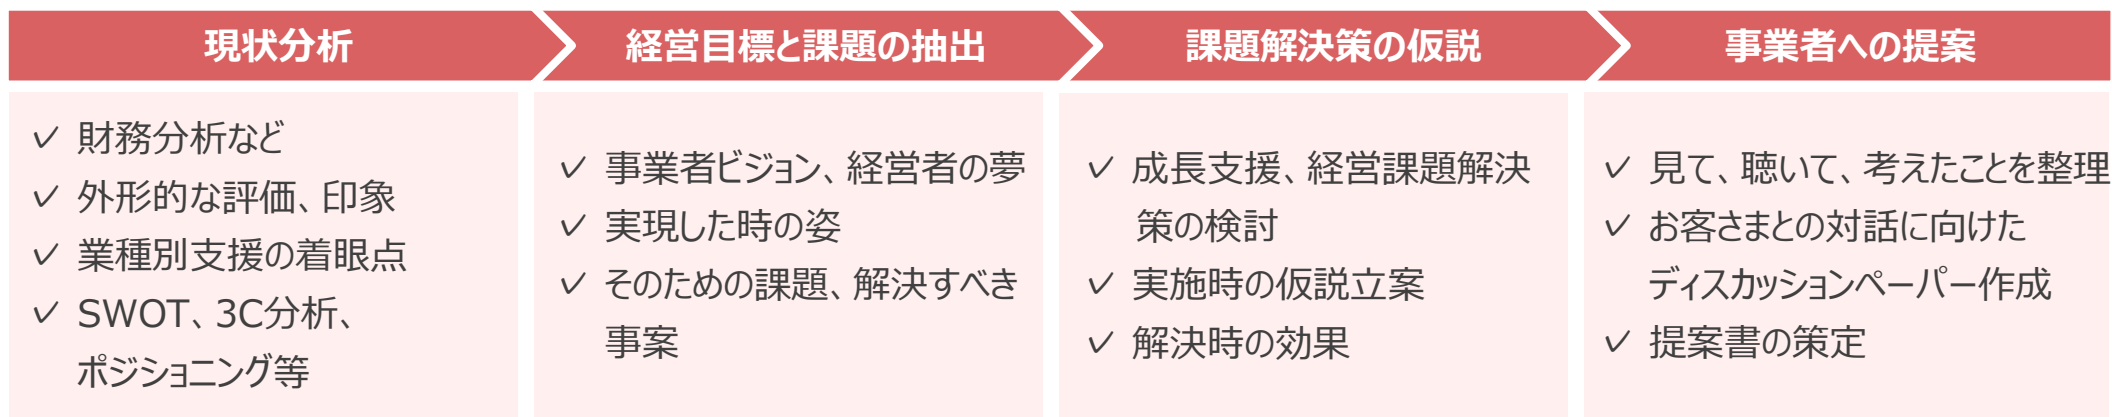 現状分析
経営目標と課題の抽出
課題解決策の仮説
事業者への提案
✓ 財務分析など
✓ 外形的な評価、印象
✓ 業種別支援の着眼点
✓ SWOT、3C分析、
ポジショニング等
✓ 事業者ビジョン、経営者の夢
✓ 実現した時の姿
✓ そのための課題、解決すべき
事案
✓ 成長支援、経営課題解決
策の検討
✓ 実施時の仮説立案
✓ 解決時の効果
✓ 見て、聴いて、考えたことを整理
✓ お客さまとの対話に向けた
ディスカッションペーパー作成
✓ 提案書の策定